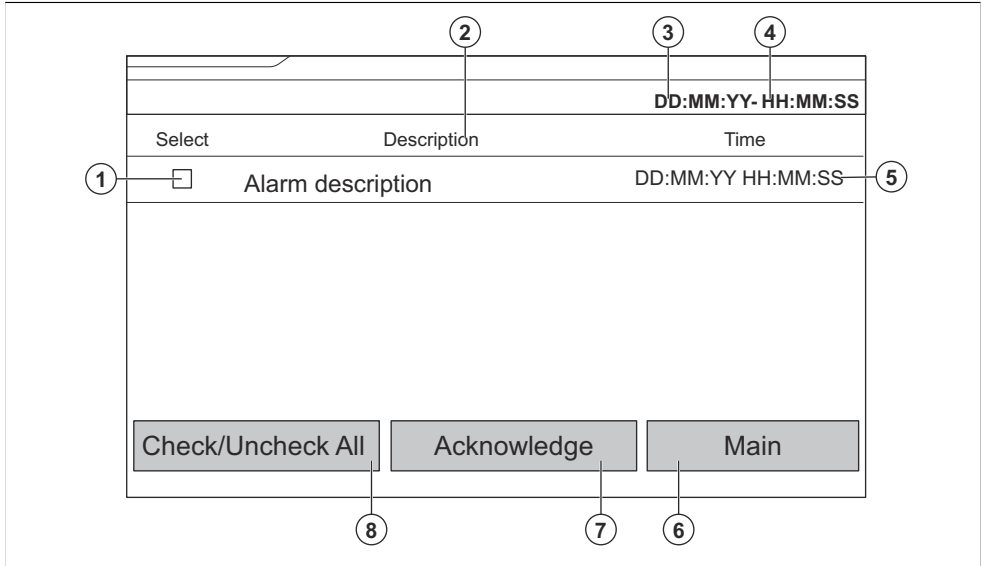 2 3 4
DD:MM:YY- HH:MM:SS
Select Description Time
1 Alarm description DD:MM:YY HH:MM:SS 5
Check/Uncheck All Acknowledge Main
8 7 6